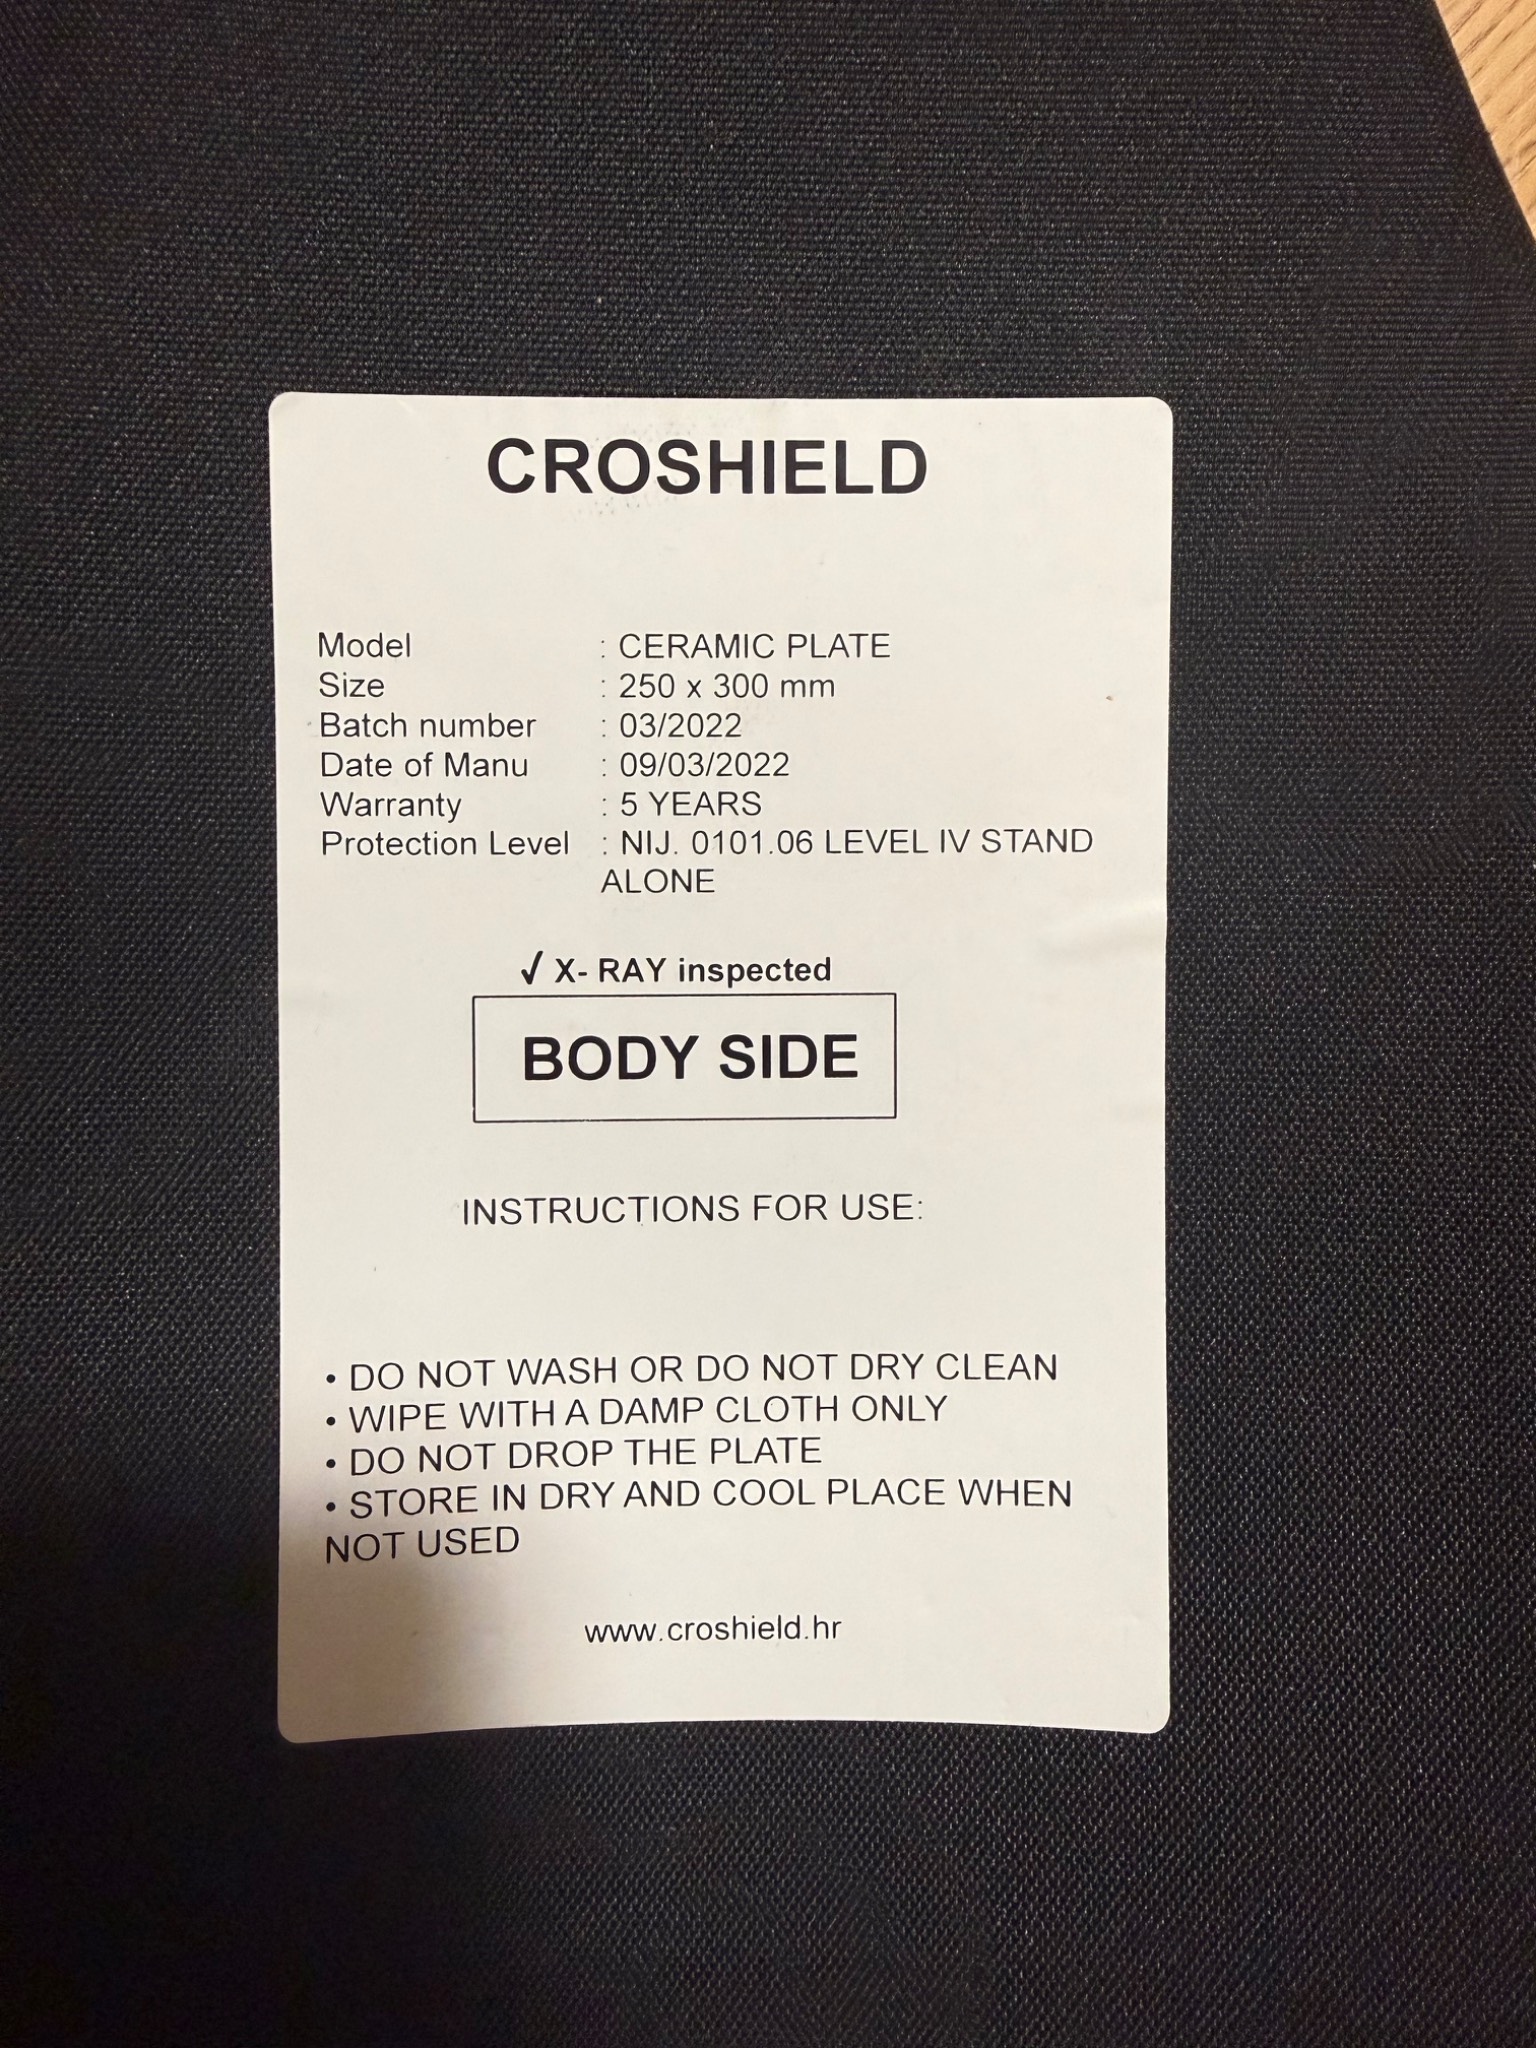 CROSHIELD
Model : CERAMIC PLATE
Size : 250 x 300 mm
Batch number : 03/2022
Date of Manu : 09/03/2022
Warranty : 5 YEARS
Protection Level : NIJ. 0101.06 LEVEL IV STAND
ALONE
√ X- RAY inspected
BODY SIDE
INSTRUCTIONS FOR USE:
• DO NOT WASH OR DO NOT DRY CLEAN
• WIPE WITH A DAMP CLOTH ONLY
• DO NOT DROP THE PLATE
• STORE IN DRY AND COOL PLACE WHEN
NOT USED
www.croshield.hr